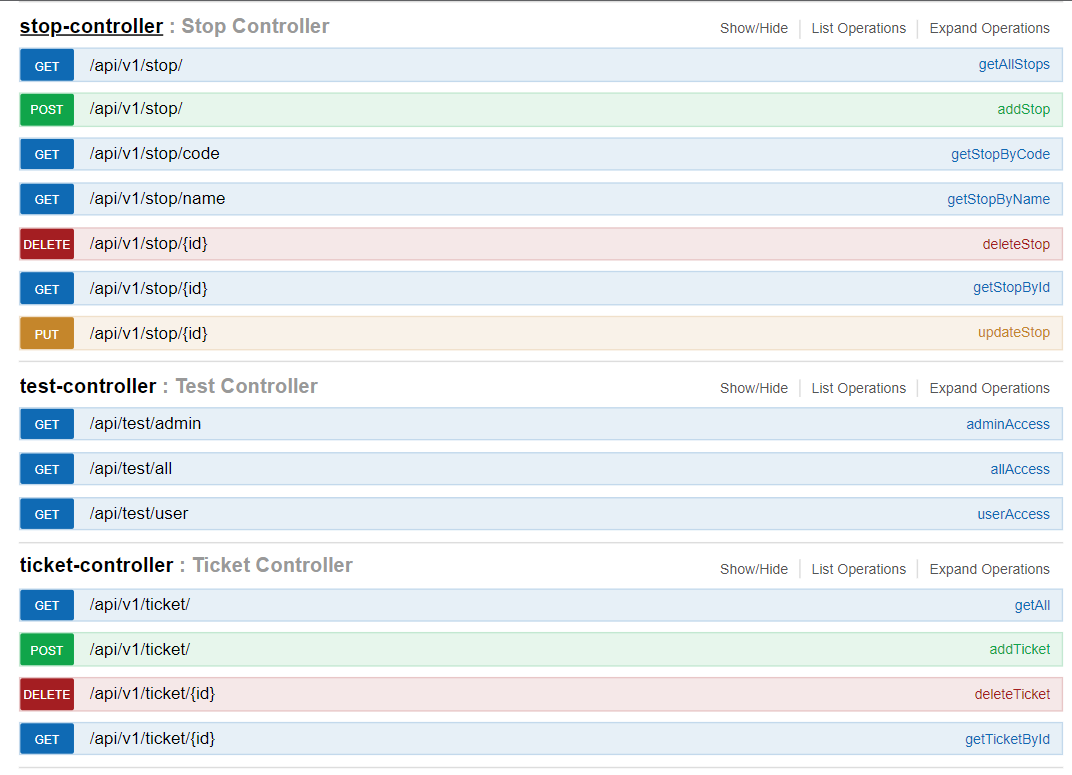 stop-controller : Stop Controller Show/Hide List Operations Expand Operations
GET /api/v1/stop/ getAllStops
POST /api/v1/stop/ addStop
GET /api/v1/stop/code getStopByCode
GET /api/v1/stop/name getStopByName
DELETE /api/v1/stop/{id} deleteStop
GET /api/v1/stop/{id} getStopById
PUT /api/v1/stop/{id} updateStop
test-controller : Test Controller Show/Hide List Operations Expand Operations
GET /api/test/admin adminAccess
GET /api/test/all allAccess
GET /api/test/user userAccess
ticket-controller : Ticket Controller Show/Hide List Operations Expand Operations
GET /api/v1/ticket/ getAll
POST /api/v1/ticket/ addTicket
DELETE /api/v1/ticket/{id} deleteTicket
GET /api/v1/ticket/{id} getTicketById